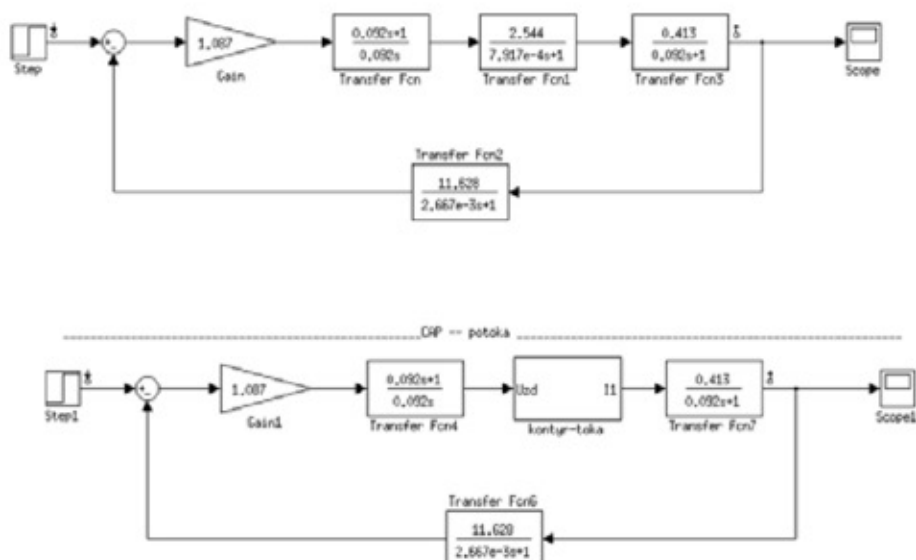 Step
+
-
1.087
Gain
0.092s+1
0.092s
Transfer Fcn
2.544
7.917e-4s+1
Transfer Fcn1
0.413
0.092s+1
Transfer Fcn3
Scope
Transfer Fcn2
11.628
2.667e-3s+1
CAP -- potoka
Step1
+
-
1.087
Gain1
0.092s+1
0.092s
Transfer Fcn4
Uzd
I1
kontyr-toka
0.413
0.092s+1
Transfer Fcn7
Scope1
Transfer Fcn6
11.628
2.667e-3s+1